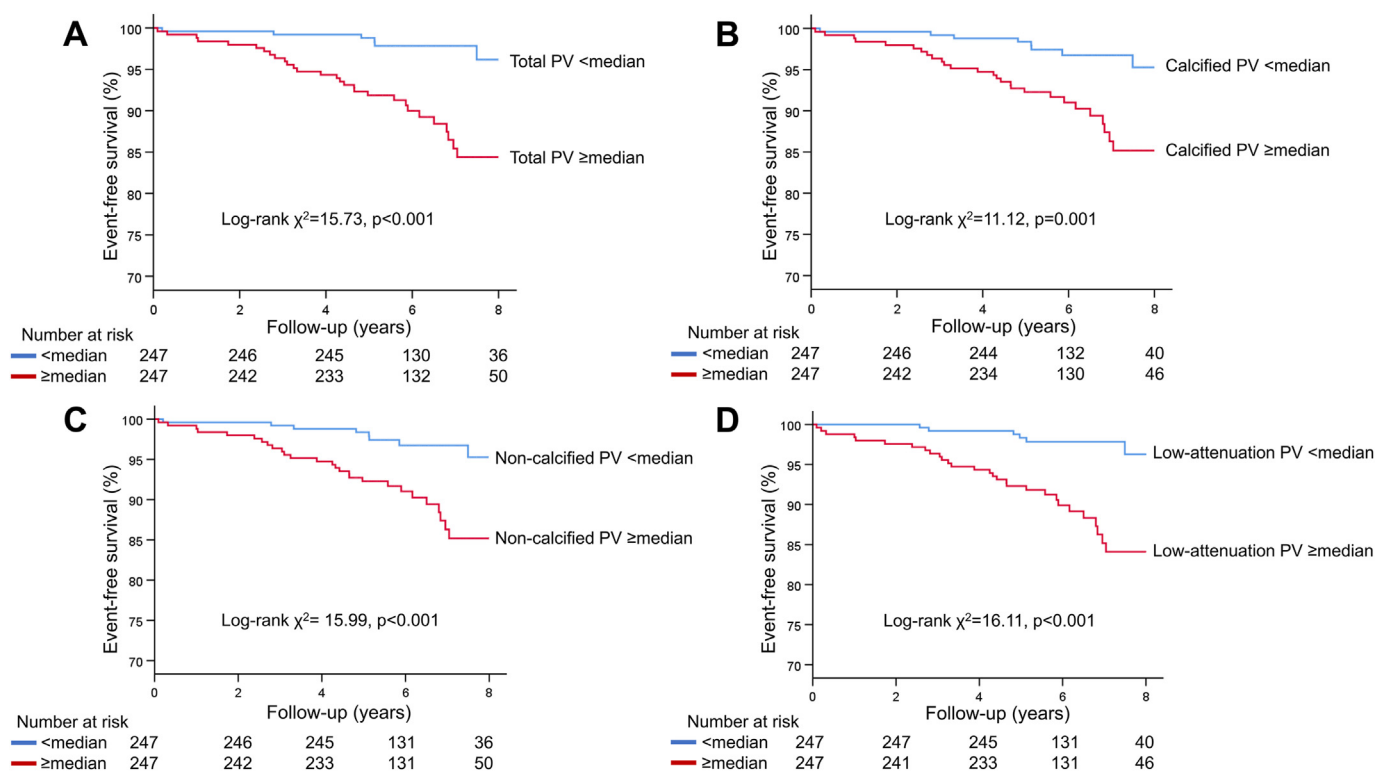 A
Event-free survival (%)
100
95
90
85
80
75
70
Total PV <median
Total PV ≥median
Log-rank χ²=15.73, p<0.001
0 2 4 6 8
Follow-up (years)
Number at risk
<median 247 246 245 130 36
≥median 247 242 233 132 50
B
Event-free survival (%)
100
95
90
85
80
75
70
Calcified PV <median
Calcified PV ≥median
Log-rank χ²=11.12, p=0.001
0 2 4 6 8
Follow-up (years)
Number at risk
<median 247 246 244 132 40
≥median 247 242 234 130 46
C
Event-free survival (%)
100
95
90
85
80
75
70
Non-calcified PV <median
Non-calcified PV ≥median
Log-rank χ²= 15.99, p<0.001
0 2 4 6 8
Follow-up (years)
Number at risk
<median 247 246 245 131 36
≥median 247 242 233 131 50
D
Event-free survival (%)
100
95
90
85
80
75
70
Low-attenuation PV <median
Low-attenuation PV ≥median
Log-rank χ²=16.11, p<0.001
0 2 4 6 8
Follow-up (years)
Number at risk
<median 247 247 245 131 40
≥median 247 241 233 131 46